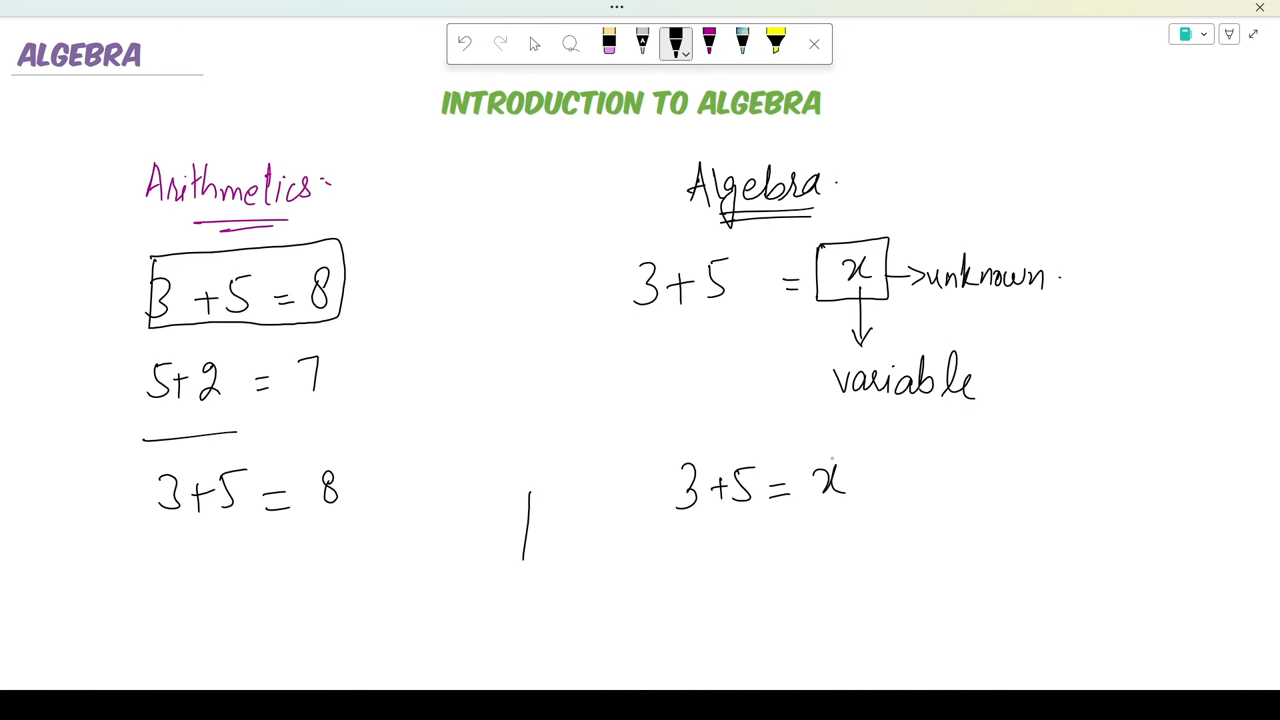 ALGEBRA
INTRODUCTION TO ALGEBRA
Arithmetics:-
3 + 5 = 8
5+2 = 7
3+5 = 8
Algebra.
3+5 = x → unknown.
variable
3+5 = x